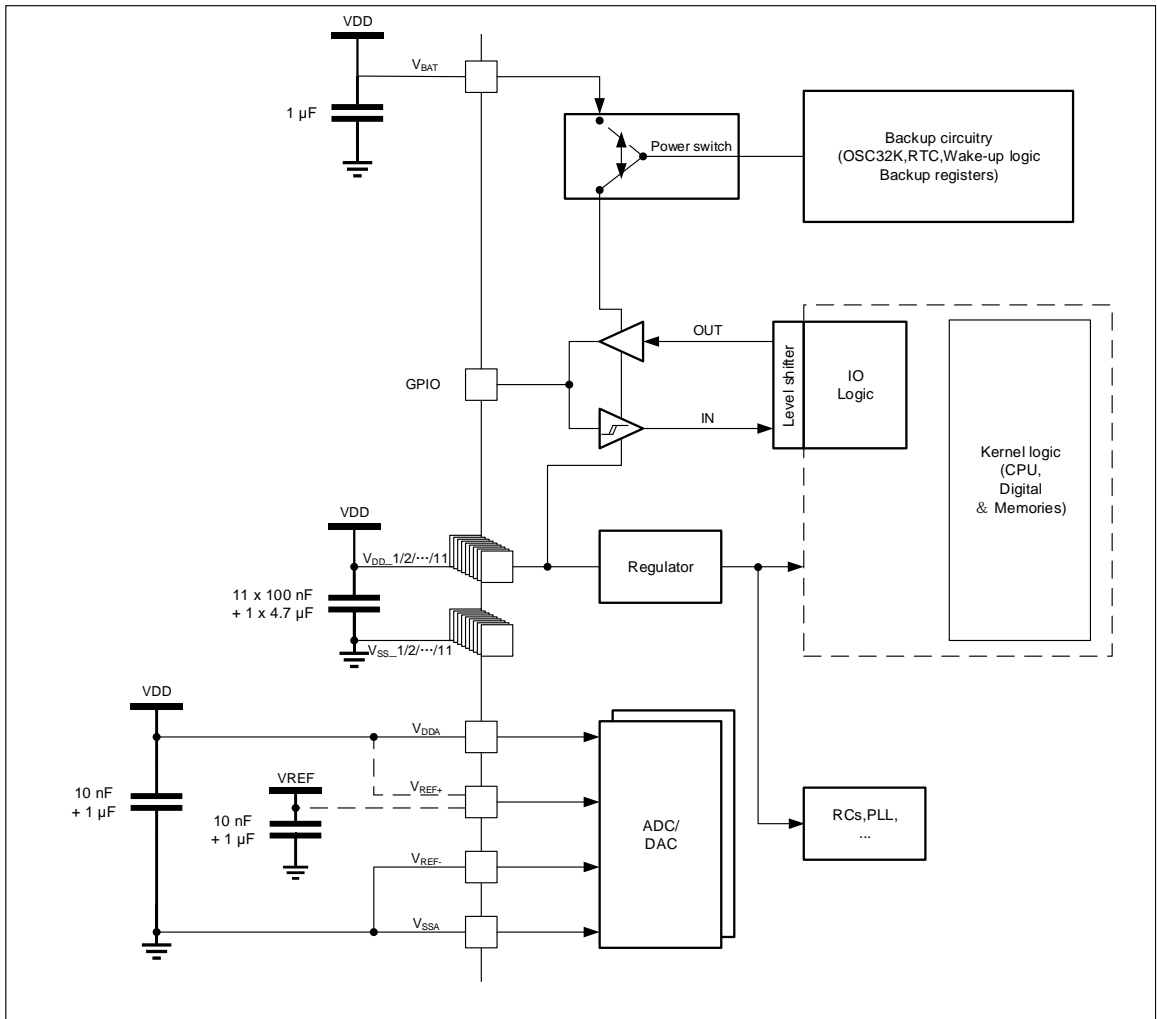 VDD
VBAT
1 µF
Power switch
Backup circuitry
(OSC32K,RTC,Wake-up logic
Backup registers)
OUT
GPIO
Level shifter
IO
Logic
IN
Kernel logic
(CPU,
Digital
& Memories)
VDD
VDD_1/2/···/11
Regulator
11 x 100 nF
+ 1 x 4.7 µF
VSS_1/2/···/11
VDD
VDDA
VREF
VREF+
10 nF
+ 1 µF
10 nF
+ 1 µF
ADC/
DAC
RCs,PLL,
...
VREF-
VSSA